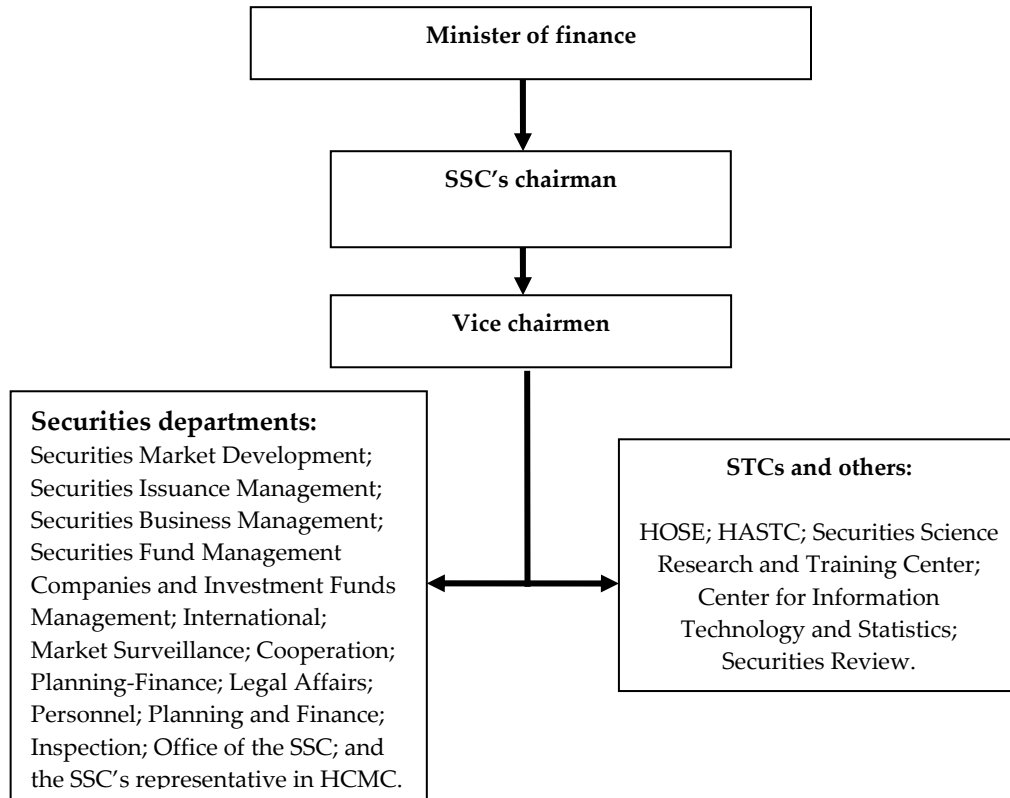 Minister of finance
SSC’s chairman
Vice chairmen
Securities departments:
Securities Market Development;
Securities Issuance Management;
Securities Business Management;
Securities Fund Management
Companies and Investment Funds
Management; International;
Market Surveillance; Cooperation;
Planning-Finance; Legal Affairs;
Personnel; Planning and Finance;
Inspection; Office of the SSC; and
the SSC’s representative in HCMC.
STCs and others:
HOSE; HASTC; Securities Science
Research and Training Center;
Center for Information
Technology and Statistics;
Securities Review.